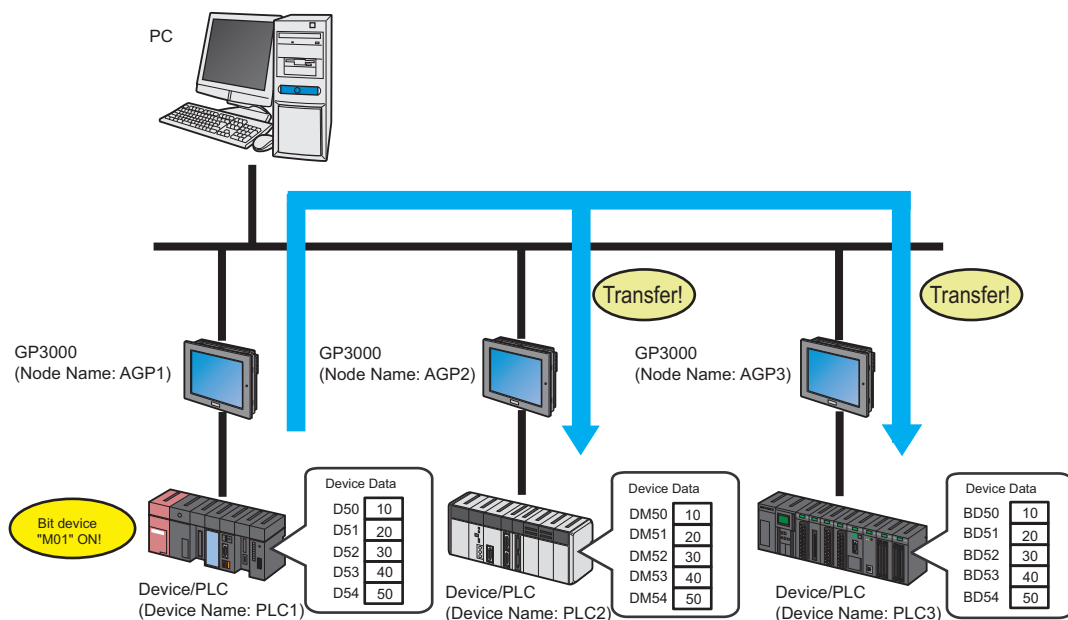 PC
Transfer!
Transfer!
GP3000
(Node Name: AGP1)
GP3000
(Node Name: AGP2)
GP3000
(Node Name: AGP3)
Bit device
"M01" ON!
Device Data
D50 10
D51 20
D52 30
D53 40
D54 50
Device/PLC
(Device Name: PLC1)
Device Data
DM50 10
DM51 20
DM52 30
DM53 40
DM54 50
Device/PLC
(Device Name: PLC2)
Device Data
BD50 10
BD51 20
BD52 30
BD53 40
BD54 50
Device/PLC
(Device Name: PLC3)